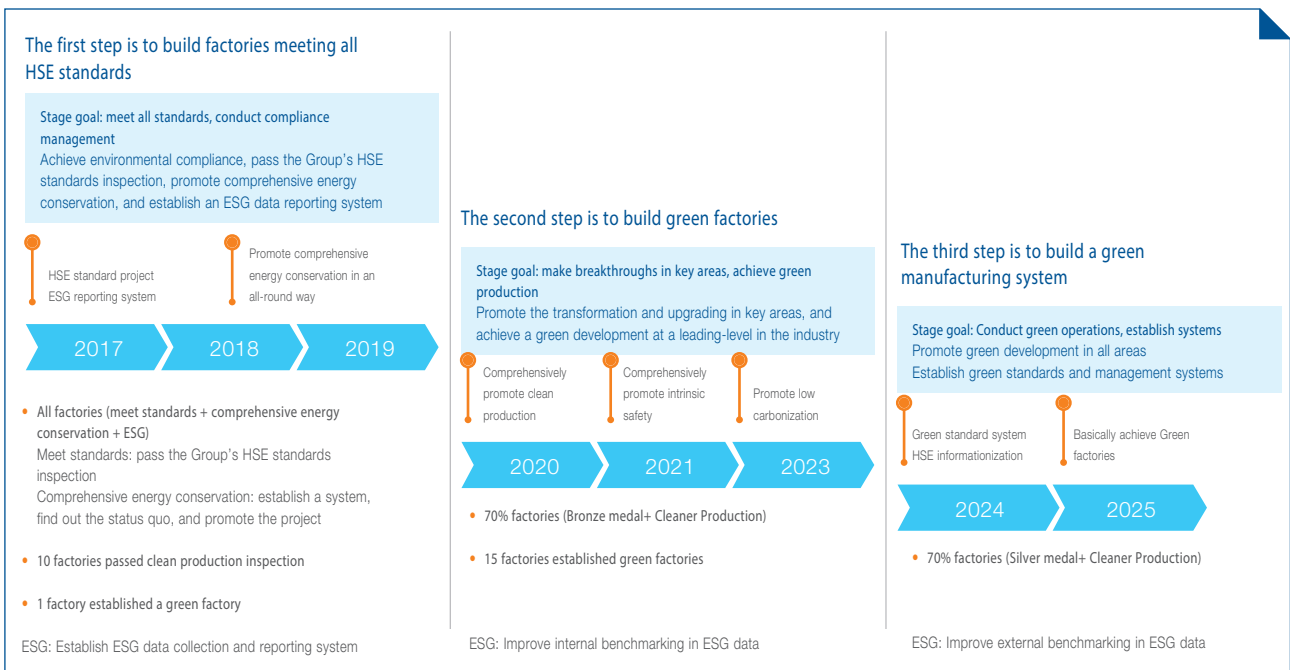 The first step is to build factories meeting all
HSE standards
Stage goal: meet all standards, conduct compliance
management
Achieve environmental compliance, pass the Group's HSE
standards inspection, promote comprehensive energy
conservation, and establish an ESG data reporting system
HSE standard project
ESG reporting system
Promote comprehensive
energy conservation in an
all-round way
2017
2018
2019
• All factories (meet standards + comprehensive energy
conservation + ESG)
Meet standards: pass the Group's HSE standards
inspection
Comprehensive energy conservation: establish a system,
find out the status quo, and promote the project
• 10 factories passed clean production inspection
• 1 factory established a green factory
ESG: Establish ESG data collection and reporting system
The second step is to build green factories
Stage goal: make breakthroughs in key areas, achieve green
production
Promote the transformation and upgrading in key areas, and
achieve a green development at a leading-level in the industry
Comprehensively
promote clean
production
Comprehensively
promote intrinsic
safety
Promote low
carbonization
2020
2021
2023
• 70% factories (Bronze medal+ Cleaner Production)
• 15 factories established green factories
ESG: Improve internal benchmarking in ESG data
The third step is to build a green
manufacturing system
Stage goal: Conduct green operations, establish systems
Promote green development in all areas
Establish green standards and management systems
Green standard system
HSE informationization
Basically achieve Green
factories
2024
2025
• 70% factories (Silver medal+ Cleaner Production)
ESG: Improve external benchmarking in ESG data